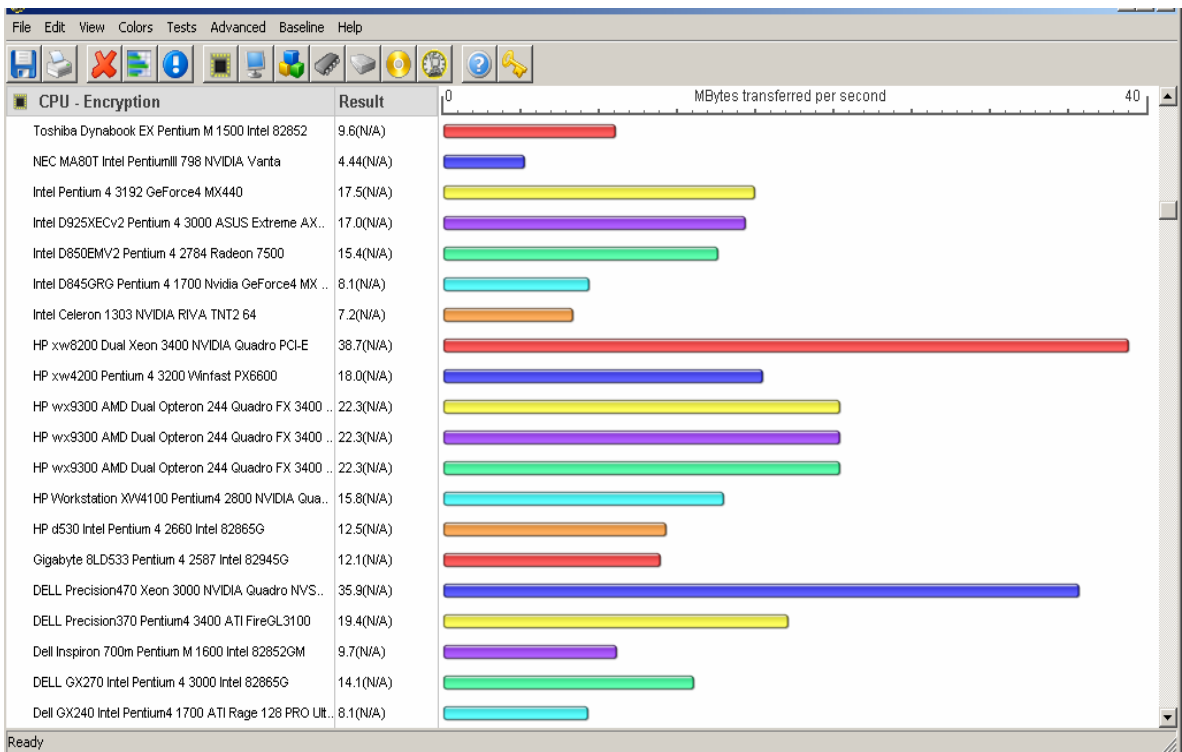 File Edit View Colors Tests Advanced Baseline Help
CPU - Encryption Result 0 MBytes transferred per second 40
Toshiba Dynabook EX Pentium M 1500 Intel 82852 9.6(N/A)
NEC MA80T Intel PentiumIII 798 NVIDIA Vanta 4.44(N/A)
Intel Pentium 4 3192 GeForce4 MX440 17.5(N/A)
Intel D925XECv2 Pentium 4 3000 ASUS Extreme AX.. 17.0(N/A)
Intel D850EMV2 Pentium 4 2784 Radeon 7500 15.4(N/A)
Intel D845GRG Pentium 4 1700 Nvidia GeForce4 MX .. 8.1(N/A)
Intel Celeron 1303 NVIDIA RIVA TNT2 64 7.2(N/A)
HP xw8200 Dual Xeon 3400 NVIDIA Quadro PCI-E 38.7(N/A)
HP xw4200 Pentium 4 3200 Winfast PX6600 18.0(N/A)
HP wx9300 AMD Dual Opteron 244 Quadro FX 3400 .. 22.3(N/A)
HP wx9300 AMD Dual Opteron 244 Quadro FX 3400 .. 22.3(N/A)
HP wx9300 AMD Dual Opteron 244 Quadro FX 3400 .. 22.3(N/A)
HP Workstation XW4100 Pentium4 2800 NVIDIA Qua.. 15.8(N/A)
HP d530 Intel Pentium 4 2660 Intel 82865G 12.5(N/A)
Gigabyte 8LD533 Pentium 4 2587 Intel 82945G 12.1(N/A)
DELL Precision470 Xeon 3000 NVIDIA Quadro NVS.. 35.9(N/A)
DELL Precision370 Pentium4 3400 ATI FireGL3100 19.4(N/A)
Dell Inspiron 700m Pentium M 1600 Intel 82852GM 9.7(N/A)
DELL GX270 Intel Pentium 4 3000 Intel 82865G 14.1(N/A)
Dell GX240 Intel Pentium4 1700 ATI Rage 128 PRO Ult.. 8.1(N/A)
Ready